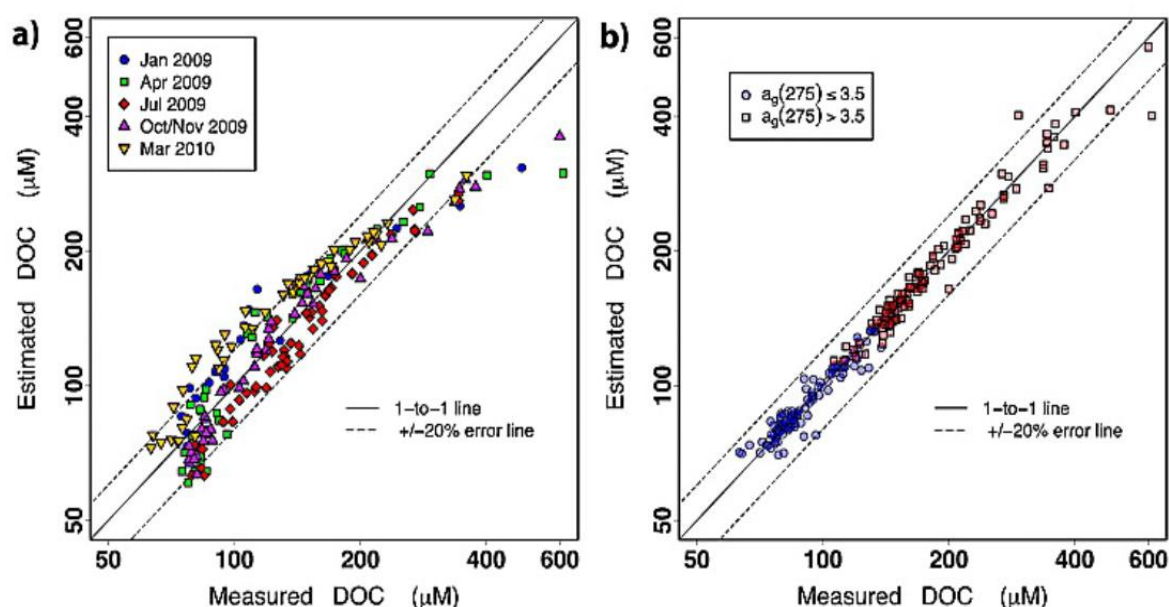 a)
Jan 2009
Apr 2009
Jul 2009
Oct/Nov 2009
Mar 2010
600
400
200
100
50
Estimated DOC (μM)
1−to−1 line
+/−20% error line
50 100 200 400 600
Measured DOC (μM)
b)
ag(275) ≤ 3.5
ag(275) > 3.5
600
400
200
100
50
Estimated DOC (μM)
1−to−1 line
+/−20% error line
50 100 200 400 600
Measured DOC (μM)